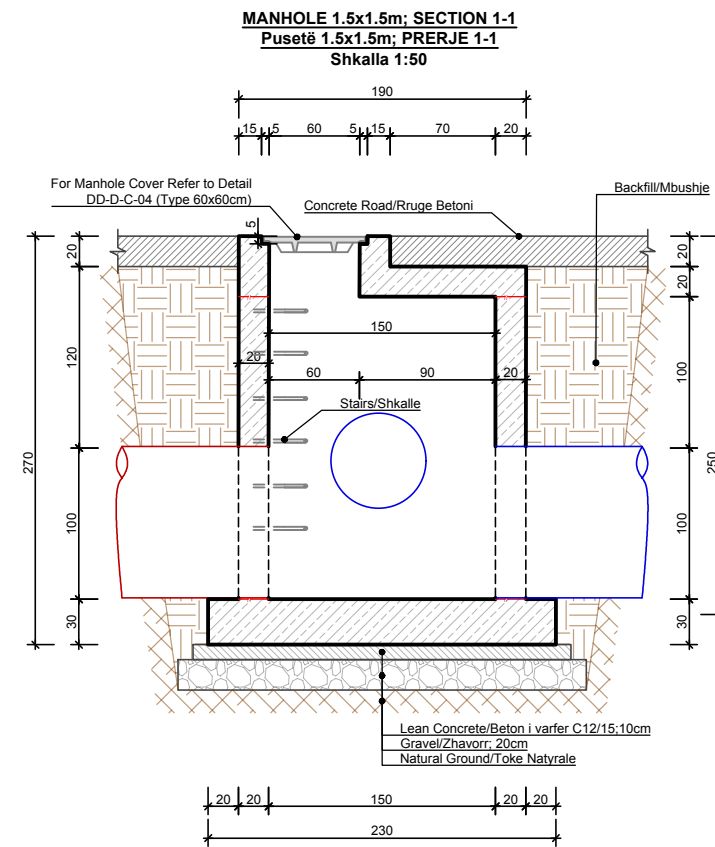 MANHOLE 1.5x1.5m; SECTION 1-1
Pusetë 1.5x1.5m; PRERJE 1-1
Shkalla 1:50
190
15 5 60 5 15 70 20
For Manhole Cover Refer to Detail
DD-D-C-04 (Type 60x60cm)
Concrete Road/Rruge Betoni
Backfill/Mbushje
5
20
20
20
150
120
20
60 90 20
100
Stairs/Shkalle
270
250
100
100
30
30
Lean Concrete/Beton i varfer C12/15;10cm
Gravel/Zhavorr; 20cm
Natural Ground/Toke Natyrale
20 20 150 20 20
230